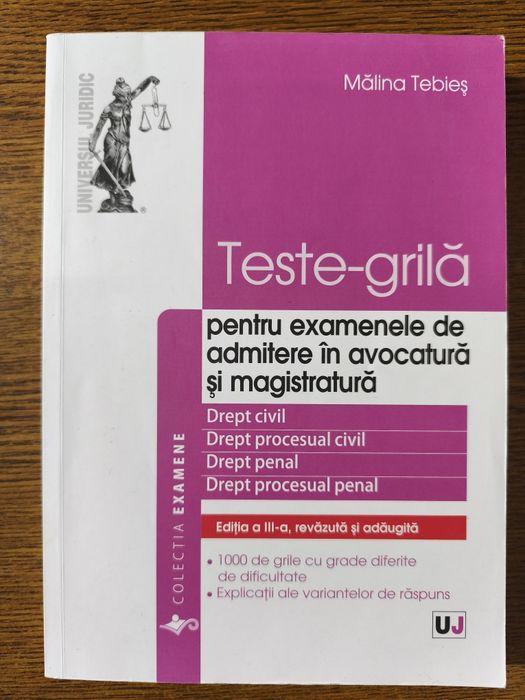 Mălina Tebieș
UNIVERSUL JURIDIC
®
Teste-grilă
pentru examenele de
admitere în avocatură
și magistratură
Drept civil
Drept procesual civil
Drept penal
Drept procesual penal
Ediția a III-a, revăzută și adăugită
• 1000 de grile cu grade diferite
de dificultate
• Explicații ale variantelor de răspuns
COLECȚIA EXAMENE
UJ